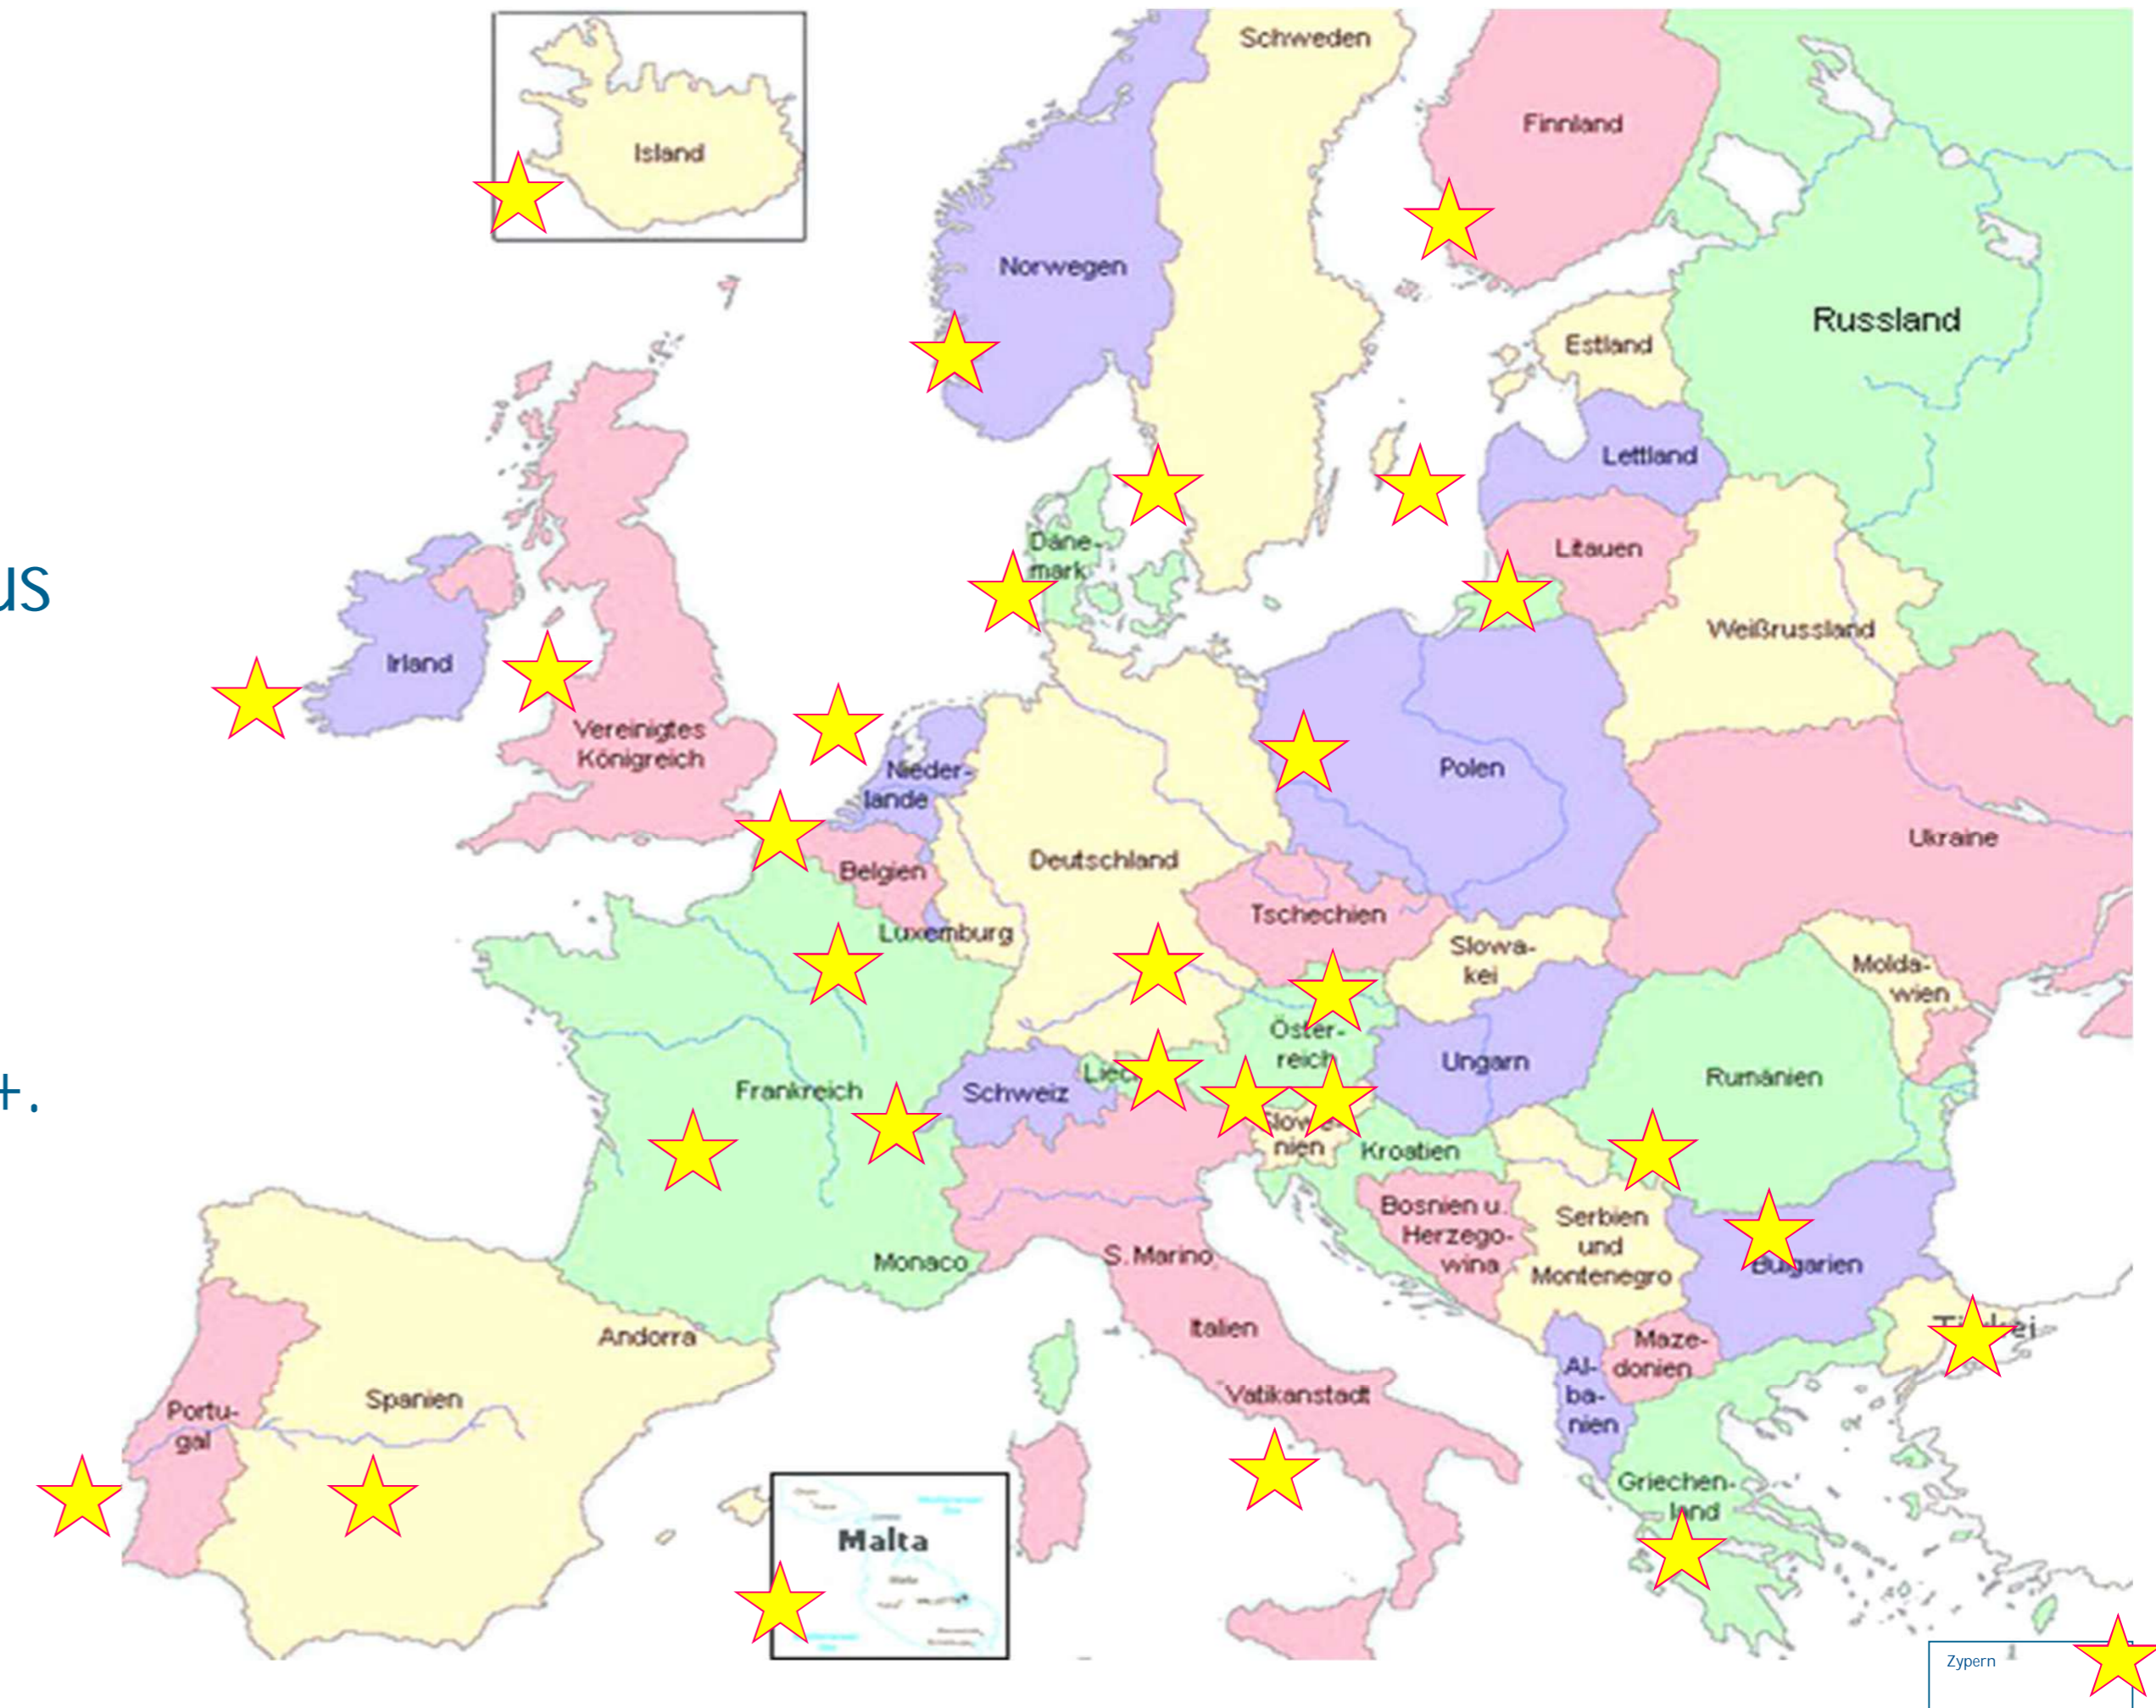 Schweden
Finnland
Island
Norwegen
Russland
Estland
Lettland
Däne-
mark
Litauen
us
Weißrussland
Irland
Vereinigtes
Königreich
Nieder-
lande
Polen
Ukraine
Deutschland
Belgien
Tschechien
Luxemburg
Slowa-
kei
Molda-
wien
Öster-
reich
Ungarn
Liec
Rumänien
Frankreich
Schweiz
+.
Slowe-
nien
Kroatien
Bosnien u.
Herzego-
wina
Serbien
und
Montenegro
Monaco
S. Marino
Bulgarien
Italien
Andorra
Maze-
donien
Al-
ba-
nien
Vatikanstadt
Spanien
Portu-
gal
Griechen-
land
Malta
Zypern